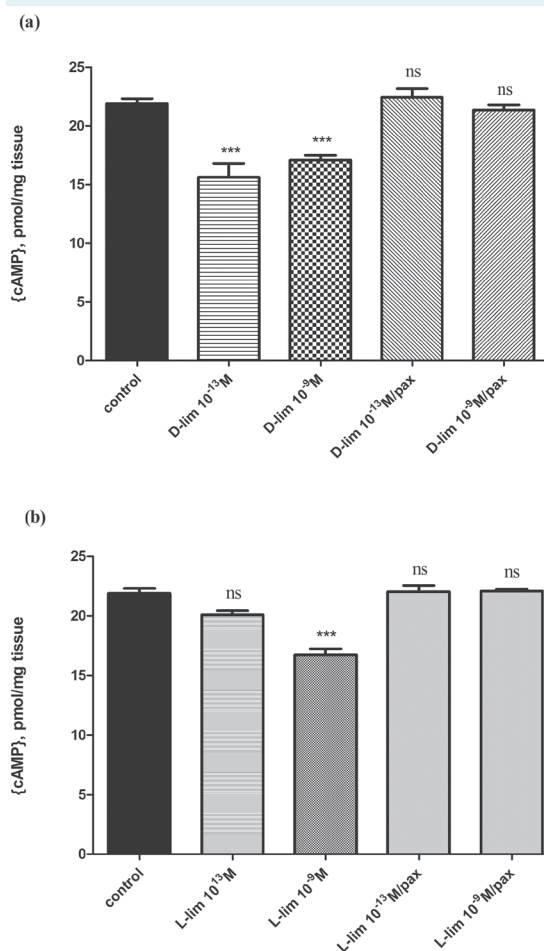 (a)
{cAMP}, pmol/mg tissue
25
20
15
10
5
0
***
***
ns
ns
control
D-lim 10⁻¹³M
D-lim 10⁻⁹M
D-lim 10⁻¹³M/pax
D-lim 10⁻⁹M/pax
(b)
{cAMP}, pmol/mg tissue
25
20
15
10
5
0
ns
***
ns
ns
control
L-lim 10¹³M
L-lim 10⁻⁹M
L-lim 10⁻¹³M/pax
L-lim 10⁻⁹M/pax